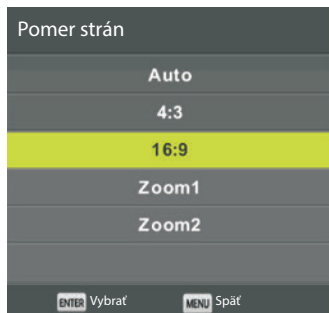 Pomer strán
Auto
4:3
16:9
Zoom1
Zoom2
ENTER Vybrať MENU Späť